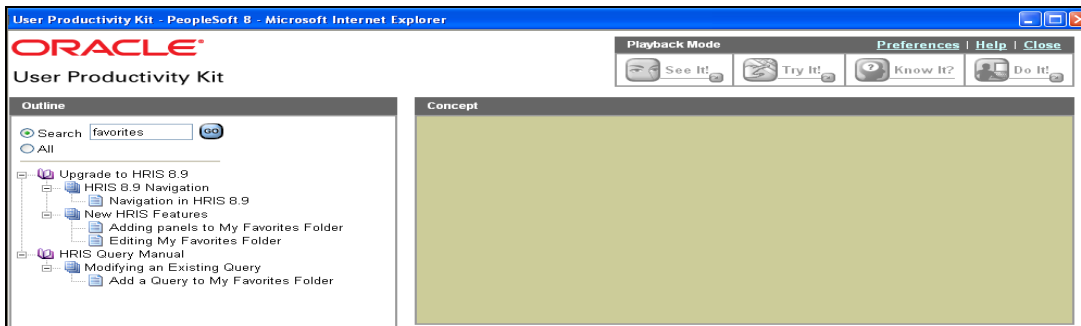 User Productivity Kit - PeopleSoft 8 - Microsoft Internet Explorer
ORACLE
Playback Mode Preferences | Help | Close
User Productivity Kit
See It! Try It! Know It? Do It!
Outline
Concept
Search favorites GO
All
Upgrade to HRIS 8.9
HRIS 8.9 Navigation
Navigation in HRIS 8.9
New HRIS Features
Adding panels to My Favorites Folder
Editing My Favorites Folder
HRIS Query Manual
Modifying an Existing Query
Add a Query to My Favorites Folder